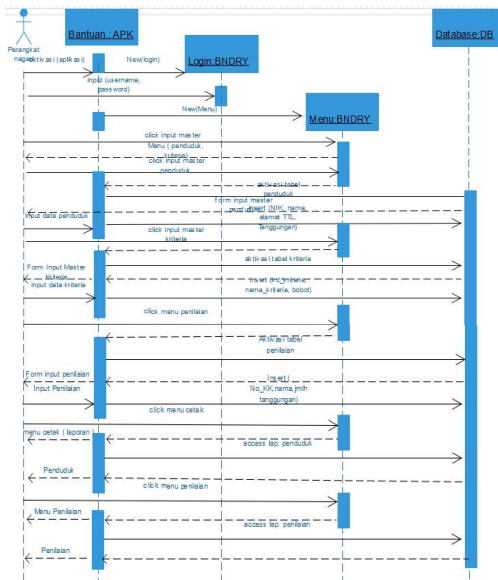 Bantuan : APK
Database:DB
Perangkat
nagari
aktivasi (aplikasi)
New(login)
Login:BNDRY
input (username,
password)
New(Menu)
Menu:BNDRY
click input master
Menu ( penduduk,
kriteria)
click input master
penduduk
aktivasi tabel
penduduk
form input master
Insert (NIK, nama,
alamat TTL,
tanggungan)
input data penduduk
click input master
kriteria
aktivasi tabel kriteria
Form Input Master
kriteria
Insert (kd_kriteria,
nama_kriteria, bobot)
input data kriteria
click menu penilaian
Aktivasi tabel
penilaian
Form input penilaian
Insert (
No_KK,nama,jmlh
tanggungan)
Input Penilaian
click menu cetak
menu cetak ( laporan )
access lap. penduduk
Penduduk
click menu penilaian
Menu Penilaian
access lap. penilaian
Penilaian